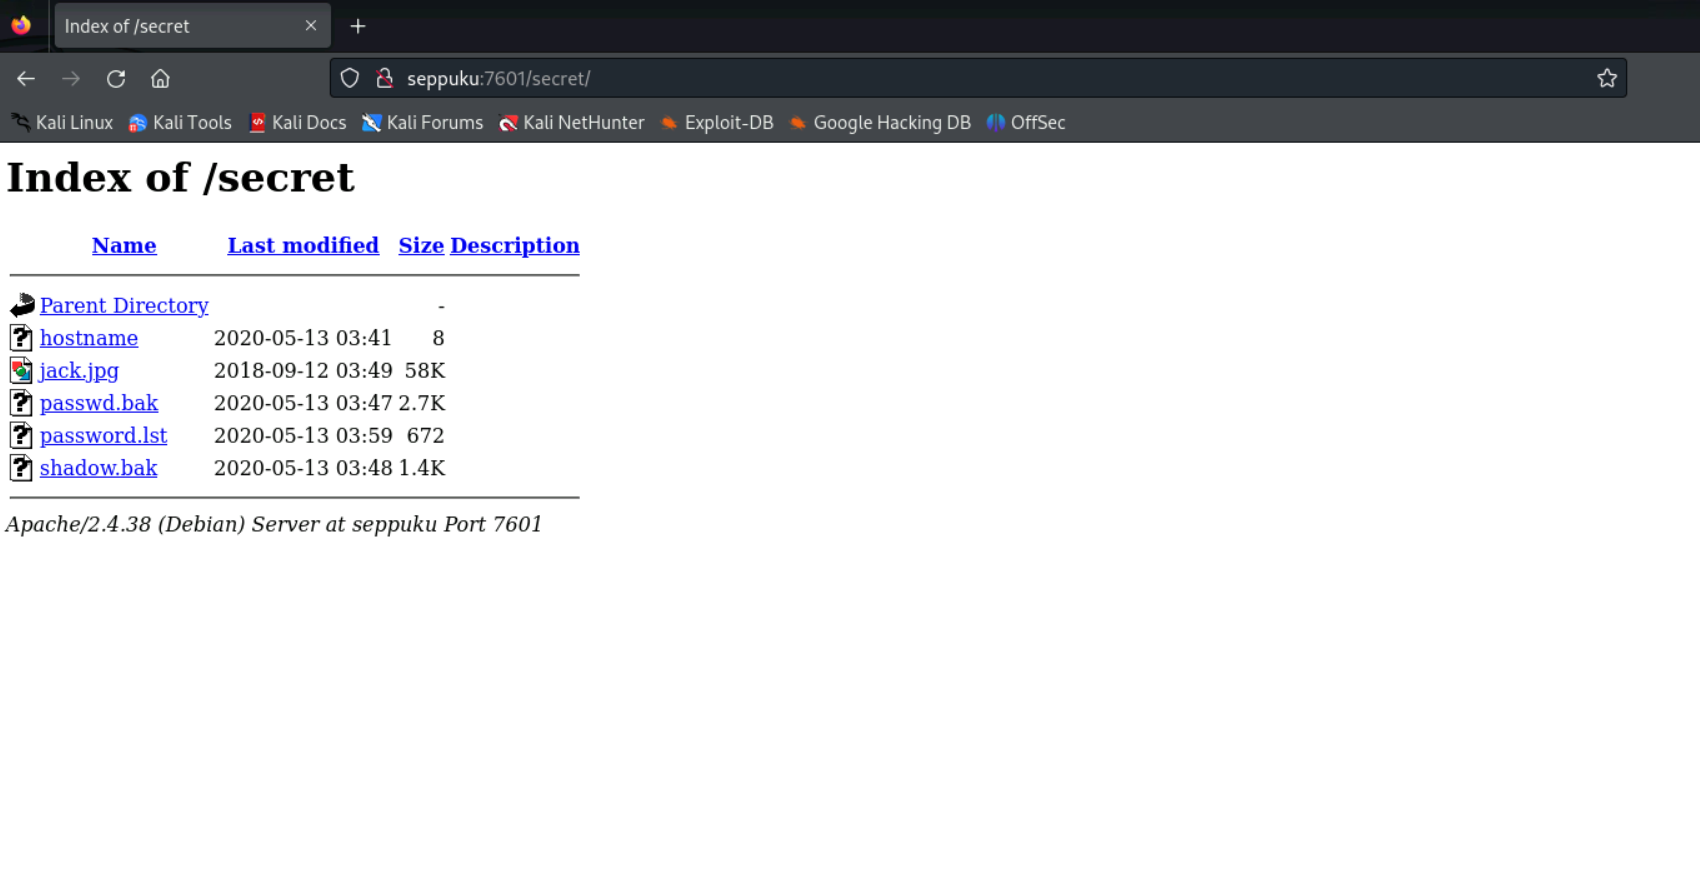 Index of /secret
seppuku:7601/secret/
Kali Linux Kali Tools Kali Docs Kali Forums Kali NetHunter Exploit-DB Google Hacking DB OffSec
Index of /secret
Name Last modified Size Description
Parent Directory -
hostname 2020-05-13 03:41 8
jack.jpg 2018-09-12 03:49 58K
passwd.bak 2020-05-13 03:47 2.7K
password.lst 2020-05-13 03:59 672
shadow.bak 2020-05-13 03:48 1.4K
Apache/2.4.38 (Debian) Server at seppuku Port 7601